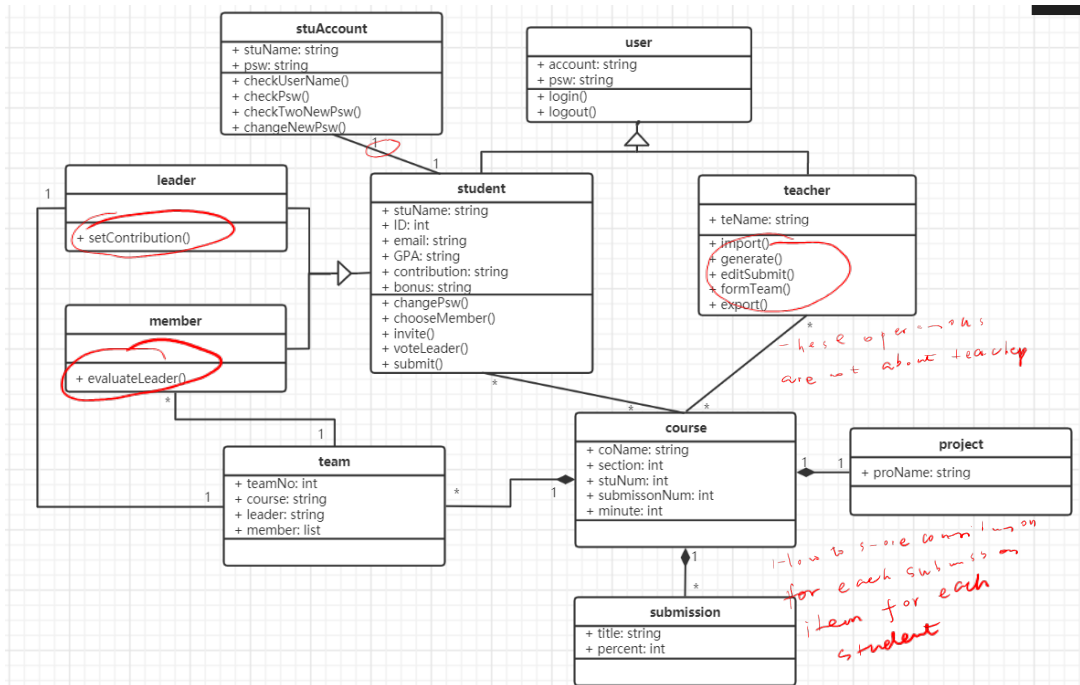 stuAccount
+ stuName: string
+ psw: string
+ checkUserName()
+ checkPsw()
+ checkTwoNewPsw()
+ changeNewPsw()
user
+ account: string
+ psw: string
+ login()
+ logout()
1
1
leader
+ setContribution()
1
student
+ stuName: string
+ ID: int
+ email: string
+ GPA: string
+ contribution: string
+ bonus: string
+ changePsw()
+ chooseMember()
+ invite()
+ voteLeader()
+ submit()
teacher
+ teName: string
+ import()
+ generate()
+ editSubmit()
+ formTeam()
+ export()
member
+ evaluateLeader()
*
1
*
these operations
are not about teacher
*
*
*
team
+ teamNo: int
+ course: string
+ leader: string
+ member: list
1
*
1
course
+ coName: string
+ section: int
+ stuNum: int
+ submissonNum: int
+ minute: int
1
1
project
+ proName: string
1
*
How to store
for each submission
item for each
student
submission
+ title: string
+ percent: int